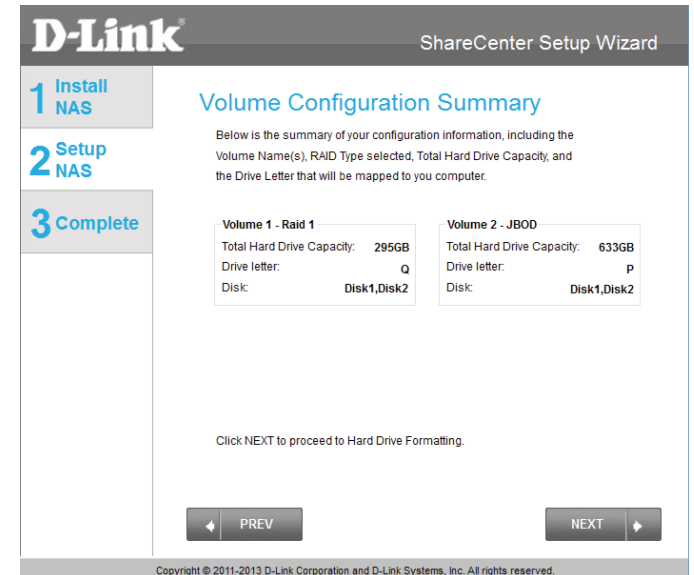 D-Link®
ShareCenter Setup Wizard
1 Install NAS
2 Setup NAS
3 Complete
Volume Configuration Summary
Below is the summary of your configuration information, including the
Volume Name(s), RAID Type selected, Total Hard Drive Capacity, and
the Drive Letter that will be mapped to you computer.
Volume 1 - Raid 1
Total Hard Drive Capacity: 295GB
Drive letter: Q
Disk: Disk1,Disk2
Volume 2 - JBOD
Total Hard Drive Capacity: 633GB
Drive letter: P
Disk: Disk1,Disk2
Click NEXT to proceed to Hard Drive Formatting.
PREV
NEXT
Copyright © 2011-2013 D-Link Corporation and D-Link Systems, Inc. All rights reserved.